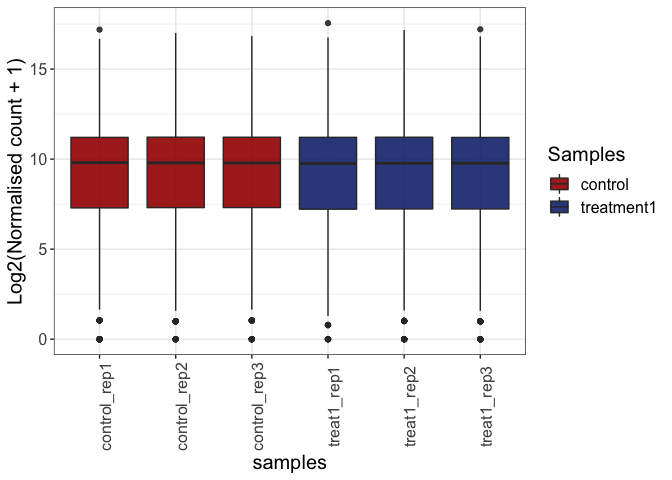 Log2(Normalised count + 1)
15
10
5
0
control_rep1
control_rep2
control_rep3
treat1_rep1
treat1_rep2
treat1_rep3
samples
Samples
control
treatment1